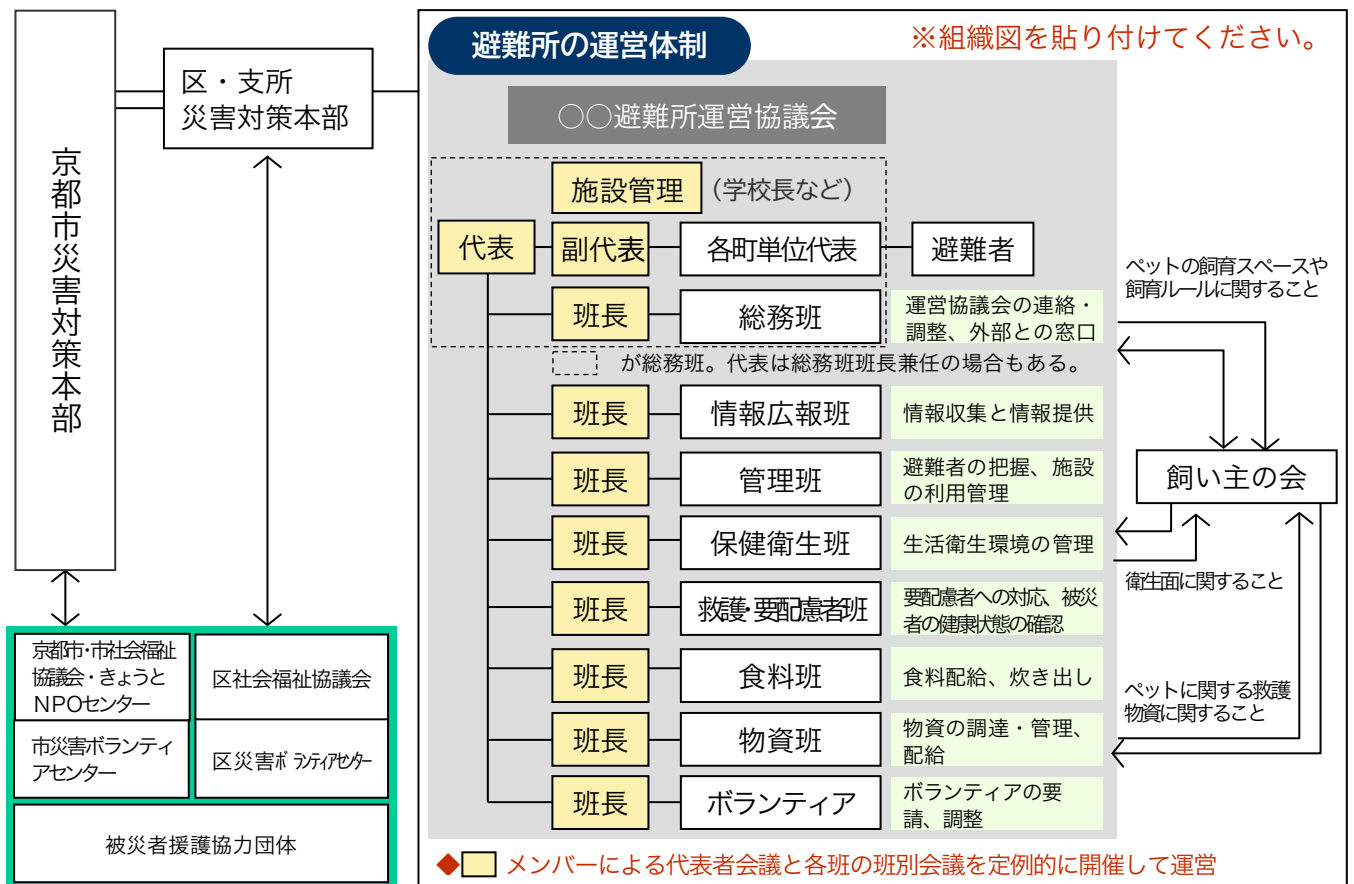 京都市災害対策本部
区・支所
災害対策本部
避難所の運営体制
※組織図を貼り付けてください。
○○避難所運営協議会
施設管理
（学校長など）
代表
副代表
各町単位代表
避難者
班長
総務班
運営協議会の連絡・
調整、外部との窓口
が総務班。代表は総務班班長兼任の場合もある。
班長
情報広報班
情報収集と情報提供
班長
管理班
避難者の把握、施設
の利用管理
班長
保健衛生班
生活衛生環境の管理
班長
救護・要配慮者班
要配慮者への対応、被災
者の健康状態の確認
班長
食料班
食料配給、炊き出し
班長
物資班
物資の調達・管理、
配給
班長
ボランティア
ボランティアの要
請、調整
◆ メンバーによる代表者会議と各班の班別会議を定例的に開催して運営
ペットの飼育スペースや
飼育ルールに関すること
飼い主の会
衛生面に関すること
ペットに関する救護
物資に関すること
京都市・市社会福祉
協議会・きょうと
NPOセンター
区社会福祉協議会
市災害ボランティ
アセンター
区災害ボランティアセンター
被災者援護協力団体